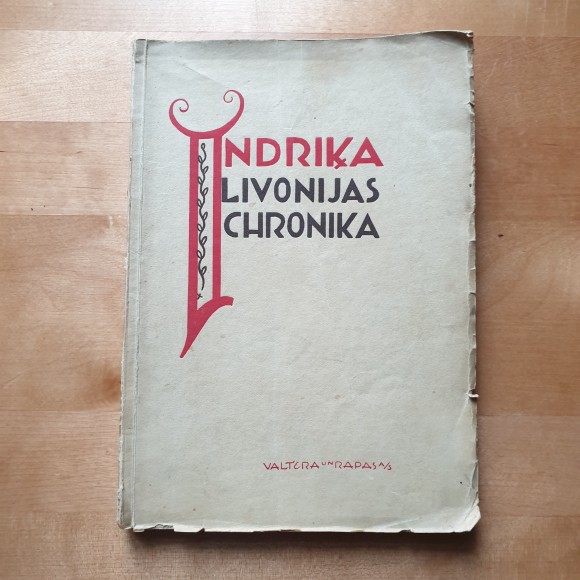 INDRIĶA
LIVONIJAS
CHRONIKA
VALTERA UN RAPAS A/S